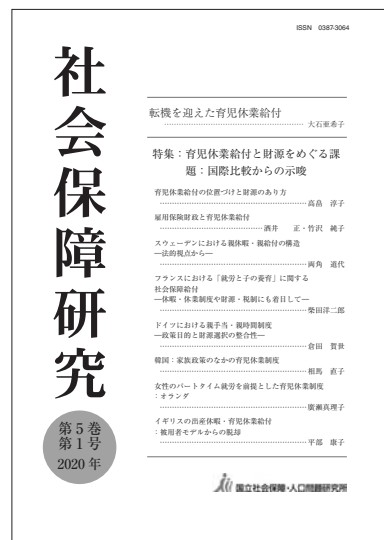 ISSN 0387-3064
社会保障研究
第5巻
第1号
2020年
転機を迎えた育児休業給付
大石亜希子
特集：育児休業給付と財源をめぐる課
題：国際比較からの示唆
育児休業給付の位置づけと財源のあり方
高畠 淳子
雇用保険財政と育児休業給付
酒井 正・竹沢 純子
スウェーデンにおける親休暇・親給付の構造
―法的視点から―
両角 道代
フランスにおける「就労と子の養育」に関する
社会保障給付
―休暇・休業制度や財源・税制にも着目して―
柴田洋二郎
ドイツにおける親手当・親時間制度
―政策目的と財源選択の整合性―
倉田 賀世
韓国：家族政策のなかの育児休業制度
相馬 直子
女性のパートタイム就労を前提とした育児休業制度
：オランダ
廣瀬真理子
イギリスの出産休暇・育児休業給付
：被用者モデルからの脱却
平部 康子
国立社会保障・人口問題研究所